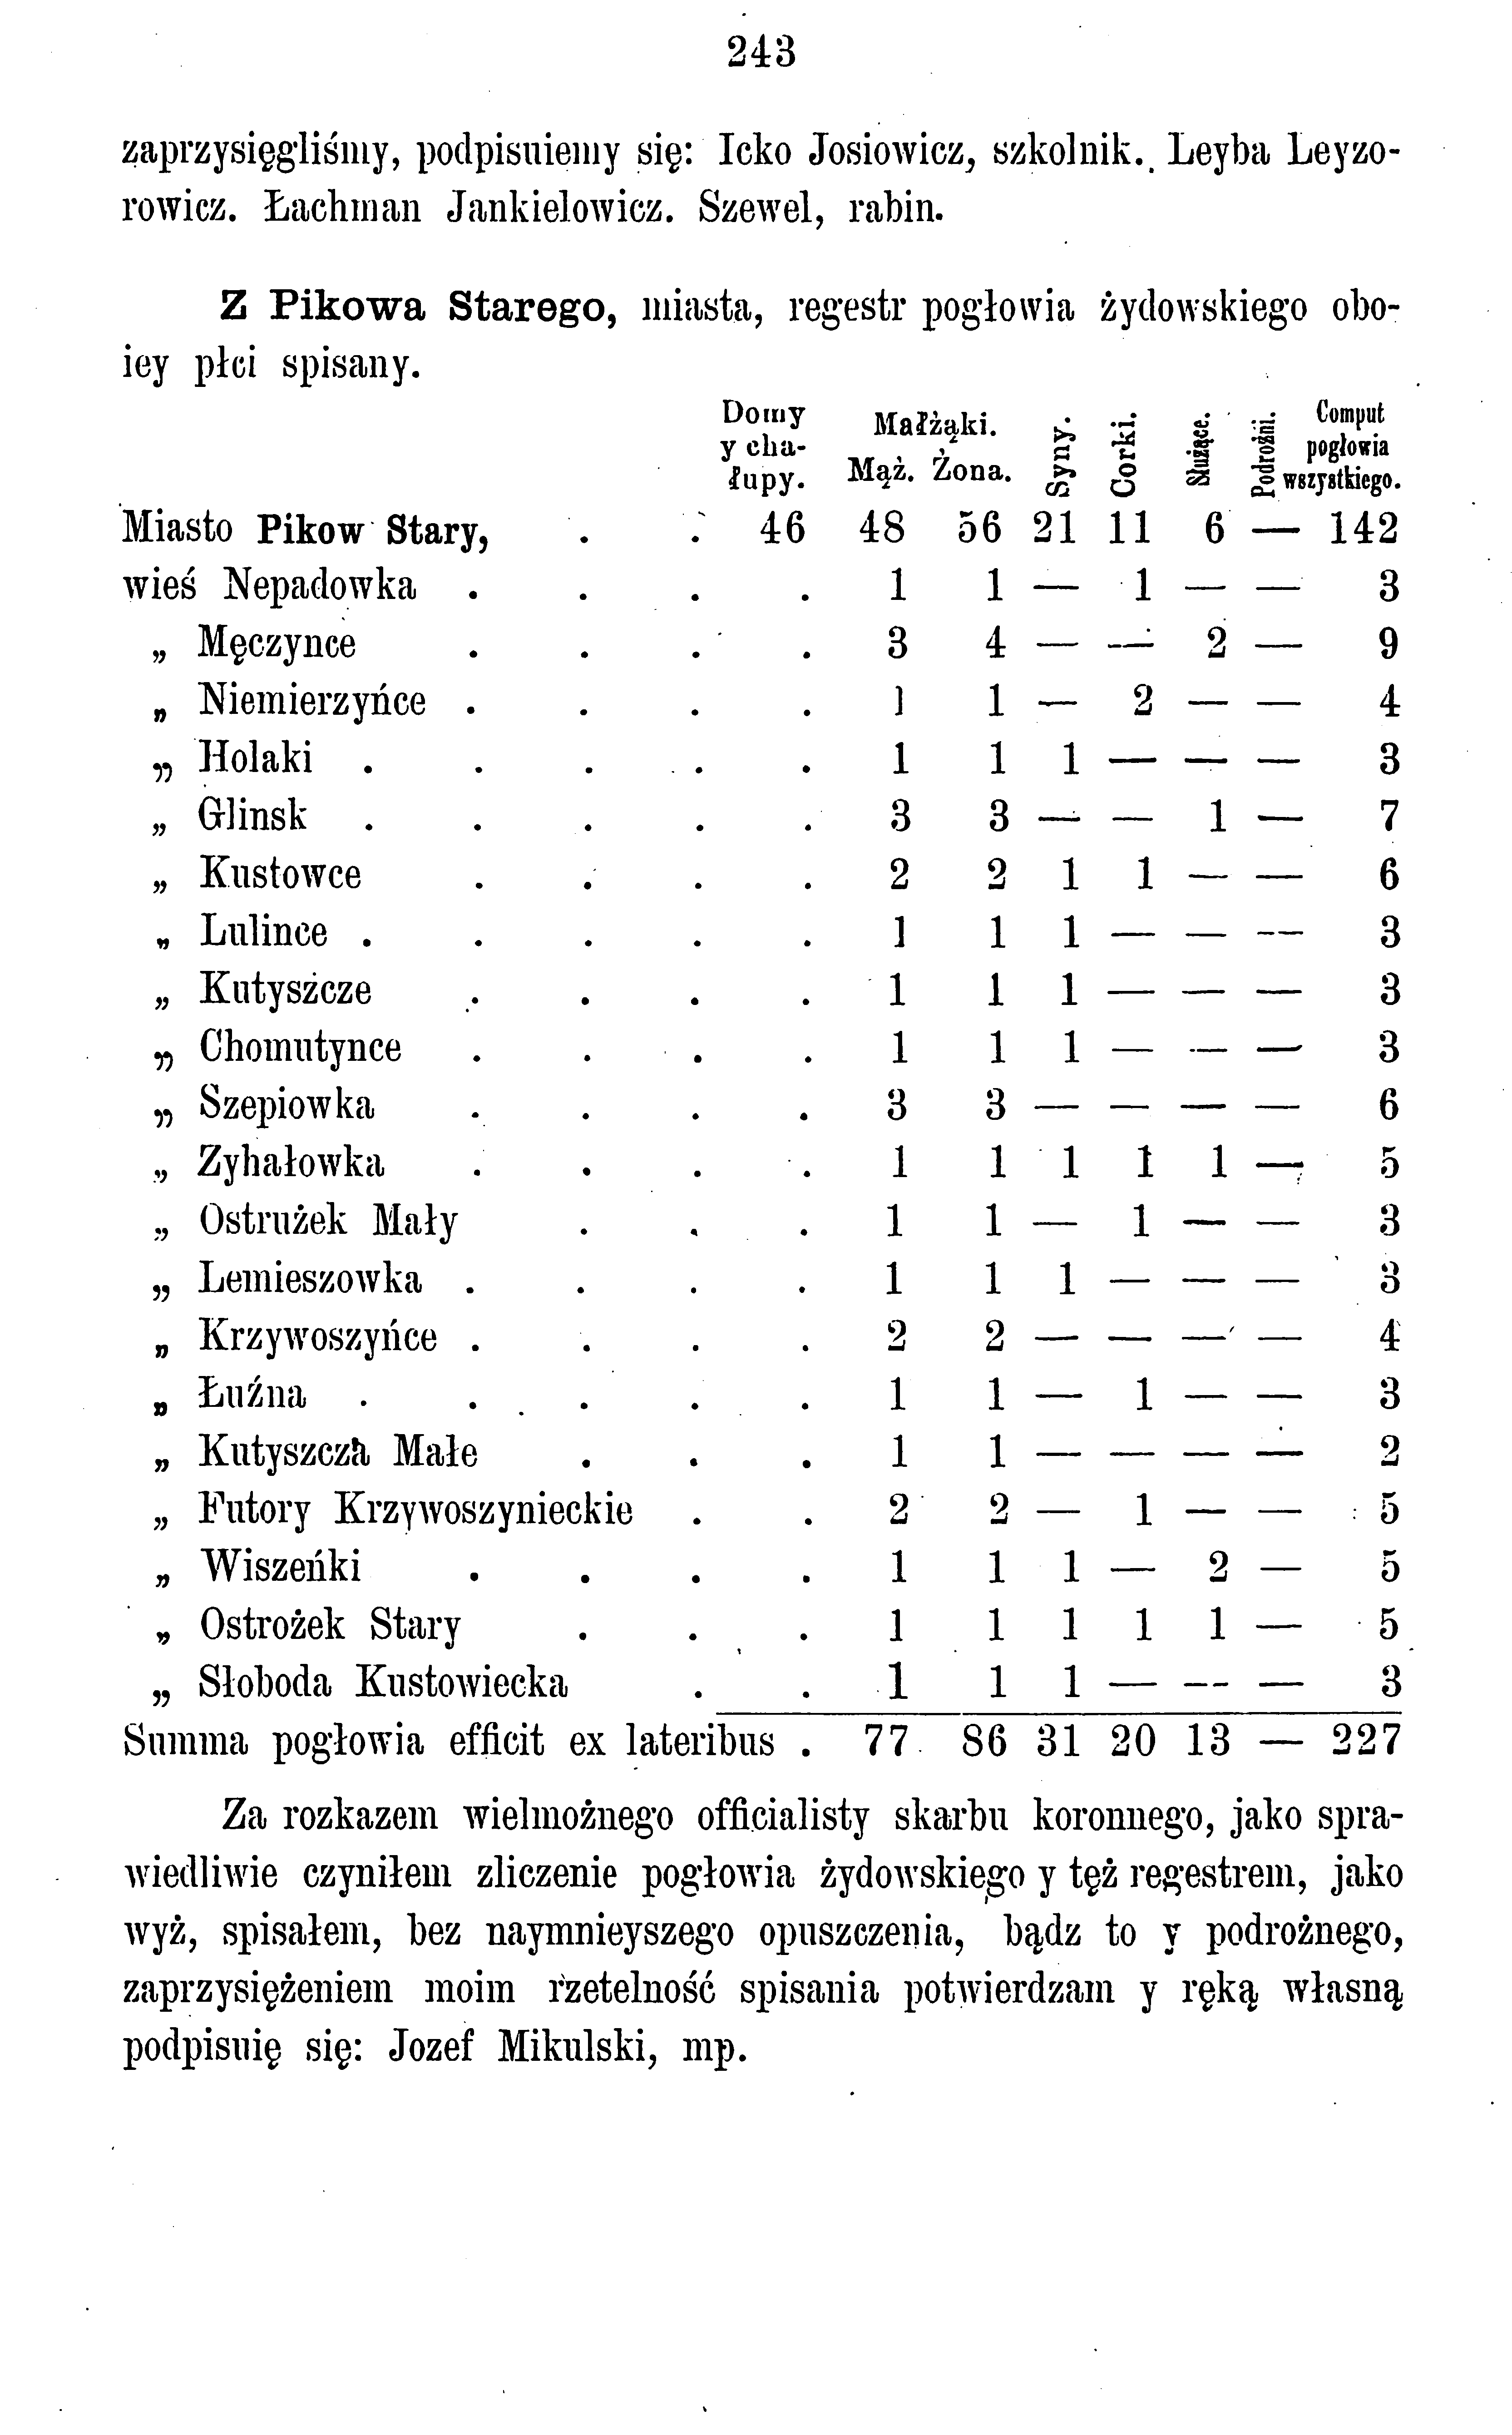 243
zaprzysięgliśmy, podpisuiemy się: Icko Josiowicz, szkolnik. Leyba Leyzo-
rowicz. Łachman Jankielowicz. Szewel, rabin.
Z Pikowa Starego, miasta, regestr pogłowia żydowskiego obo-
iey płci spisany.
Domy y cha- łupy. Małżąki. Mąż. Żona. Syny. Corki. Służące. Podrożni. Comput pogłowia wszystkiego.
Miasto Pikow Stary, . . 46 48 56 21 11 6 — 142
wieś Nepadowka . . . . 1 1 — 1 — — 3
„ Męczynce . . . . 3 4 — — 2 — 9
„ Niemierzyńce . . . . 1 1 — 2 — — 4
„ Holaki . . . . . 1 1 1 — — — 3
„ Glinsk . . . . . 3 3 — — 1 — 7
„ Kustowce . . . . 2 2 1 1 — — 6
„ Lulince . . . . . 1 1 1 — — — 3
„ Kutyszcze . . . . 1 1 1 — — — 3
„ Chomutynce . . . . 1 1 1 — — — 3
„ Szepiowka . . . . 3 3 — — — — 6
„ Zyhałowka . . . . 1 1 1 1 1 — 5
„ Ostrużek Mały . . . 1 1 — 1 — — 3
„ Lemieszowka . . . . 1 1 1 — — — 3
„ Krzywoszyńce . . . . 2 2 — — — — 4
„ Łuźna . . . . . 1 1 — 1 — — 3
„ Kutyszcza Małe . . . 1 1 — — — — 2
„ Futory Krzywoszynieckie . . 2 2 — 1 — — 5
„ Wiszeńki . . . . 1 1 1 — 2 — 5
„ Ostrożek Stary . . . 1 1 1 1 1 — 5
„ Słoboda Kustowiecka . . 1 1 1 — — — 3
Summa pogłowia efficit ex lateribus . 77 86 31 20 13 — 227
Za rozkazem wielmożnego officialisty skarbu koronnego, jako spra-
wiedliwie czyniłem zliczenie pogłowia żydowskiego y tęż regestrem, jako
wyż, spisałem, bez naymnieyszego opuszczenia, bądz to y podrożnego,
zaprzysiężeniem moim rzetelność spisania potwierdzam y ręką własną
podpisuię się: Jozef Mikulski, mp.